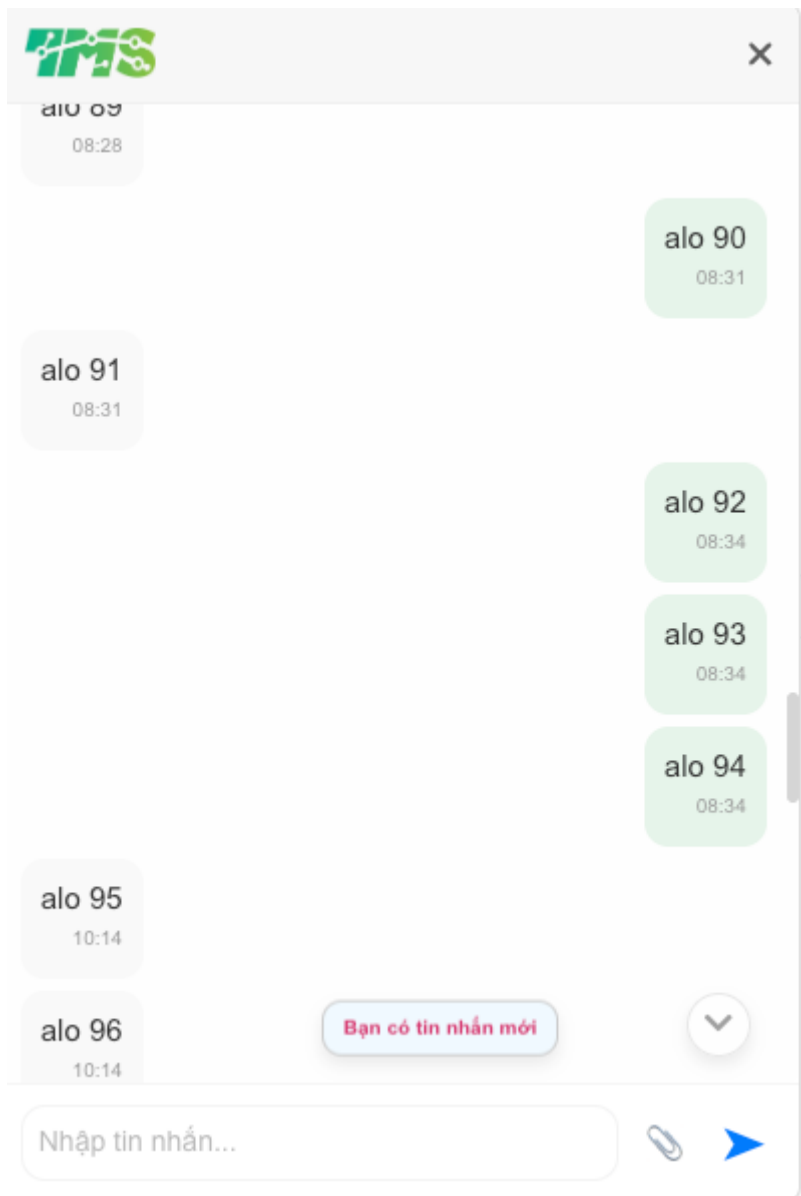 TMS
alo 89
08:28
alo 90
08:31
alo 91
08:31
alo 92
08:34
alo 93
08:34
alo 94
08:34
alo 95
10:14
alo 96
10:14
Bạn có tin nhắn mới
Nhập tin nhắn...